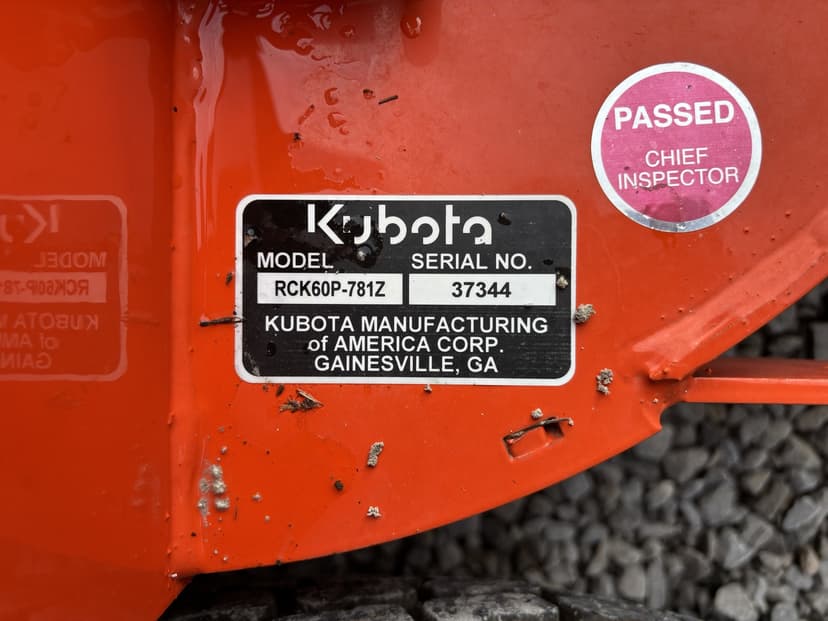 PASSED
CHIEF
INSPECTOR
Kubota
MODEL SERIAL NO.
RCK60P-781Z 37344
KUBOTA MANUFACTURING
of AMERICA CORP.
GAINESVILLE, GA